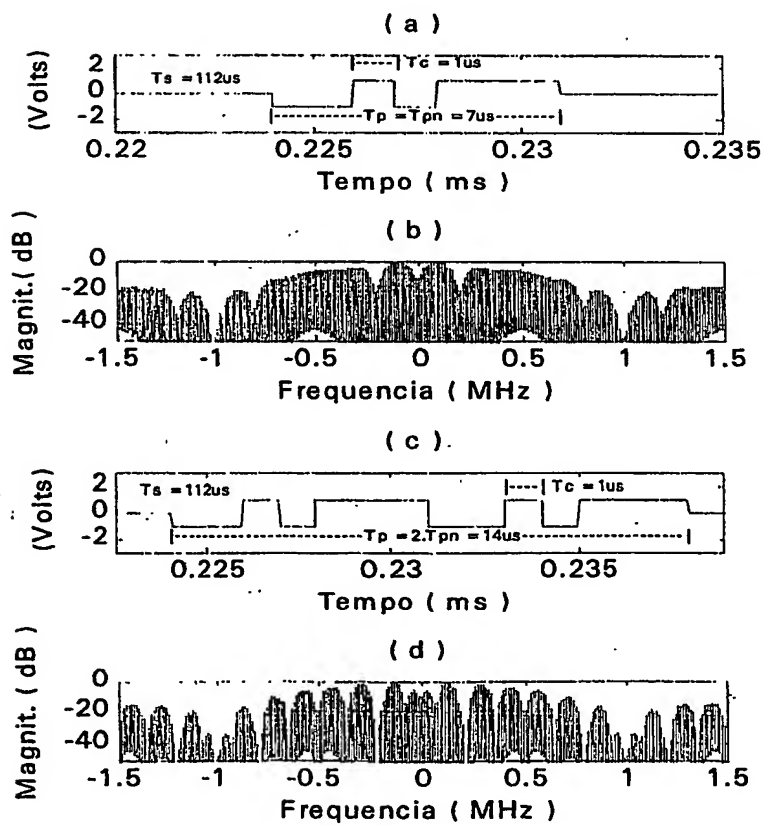 ( a )
2
0
-2
(Volts)
Ts = 112us
Tc = 1us
Tp = Tpn = 7us
0.22 0.225 0.23 0.235
Tempo ( ms )
( b )
0
-20
-40
Magnit.( dB )
-1.5 -1 -0.5 0 0.5 1 1.5
Frequencia ( MHz )
( c )
2
0
-2
(Volts)
Ts = 112us
Tc = 1us
Tp = 2.Tpn = 14us
0.225 0.23 0.235
Tempo ( ms )
( d )
0
-20
-40
Magnit. ( dB )
-1.5 -1 -0.5 0 0.5 1 1.5
Frequencia ( MHz )